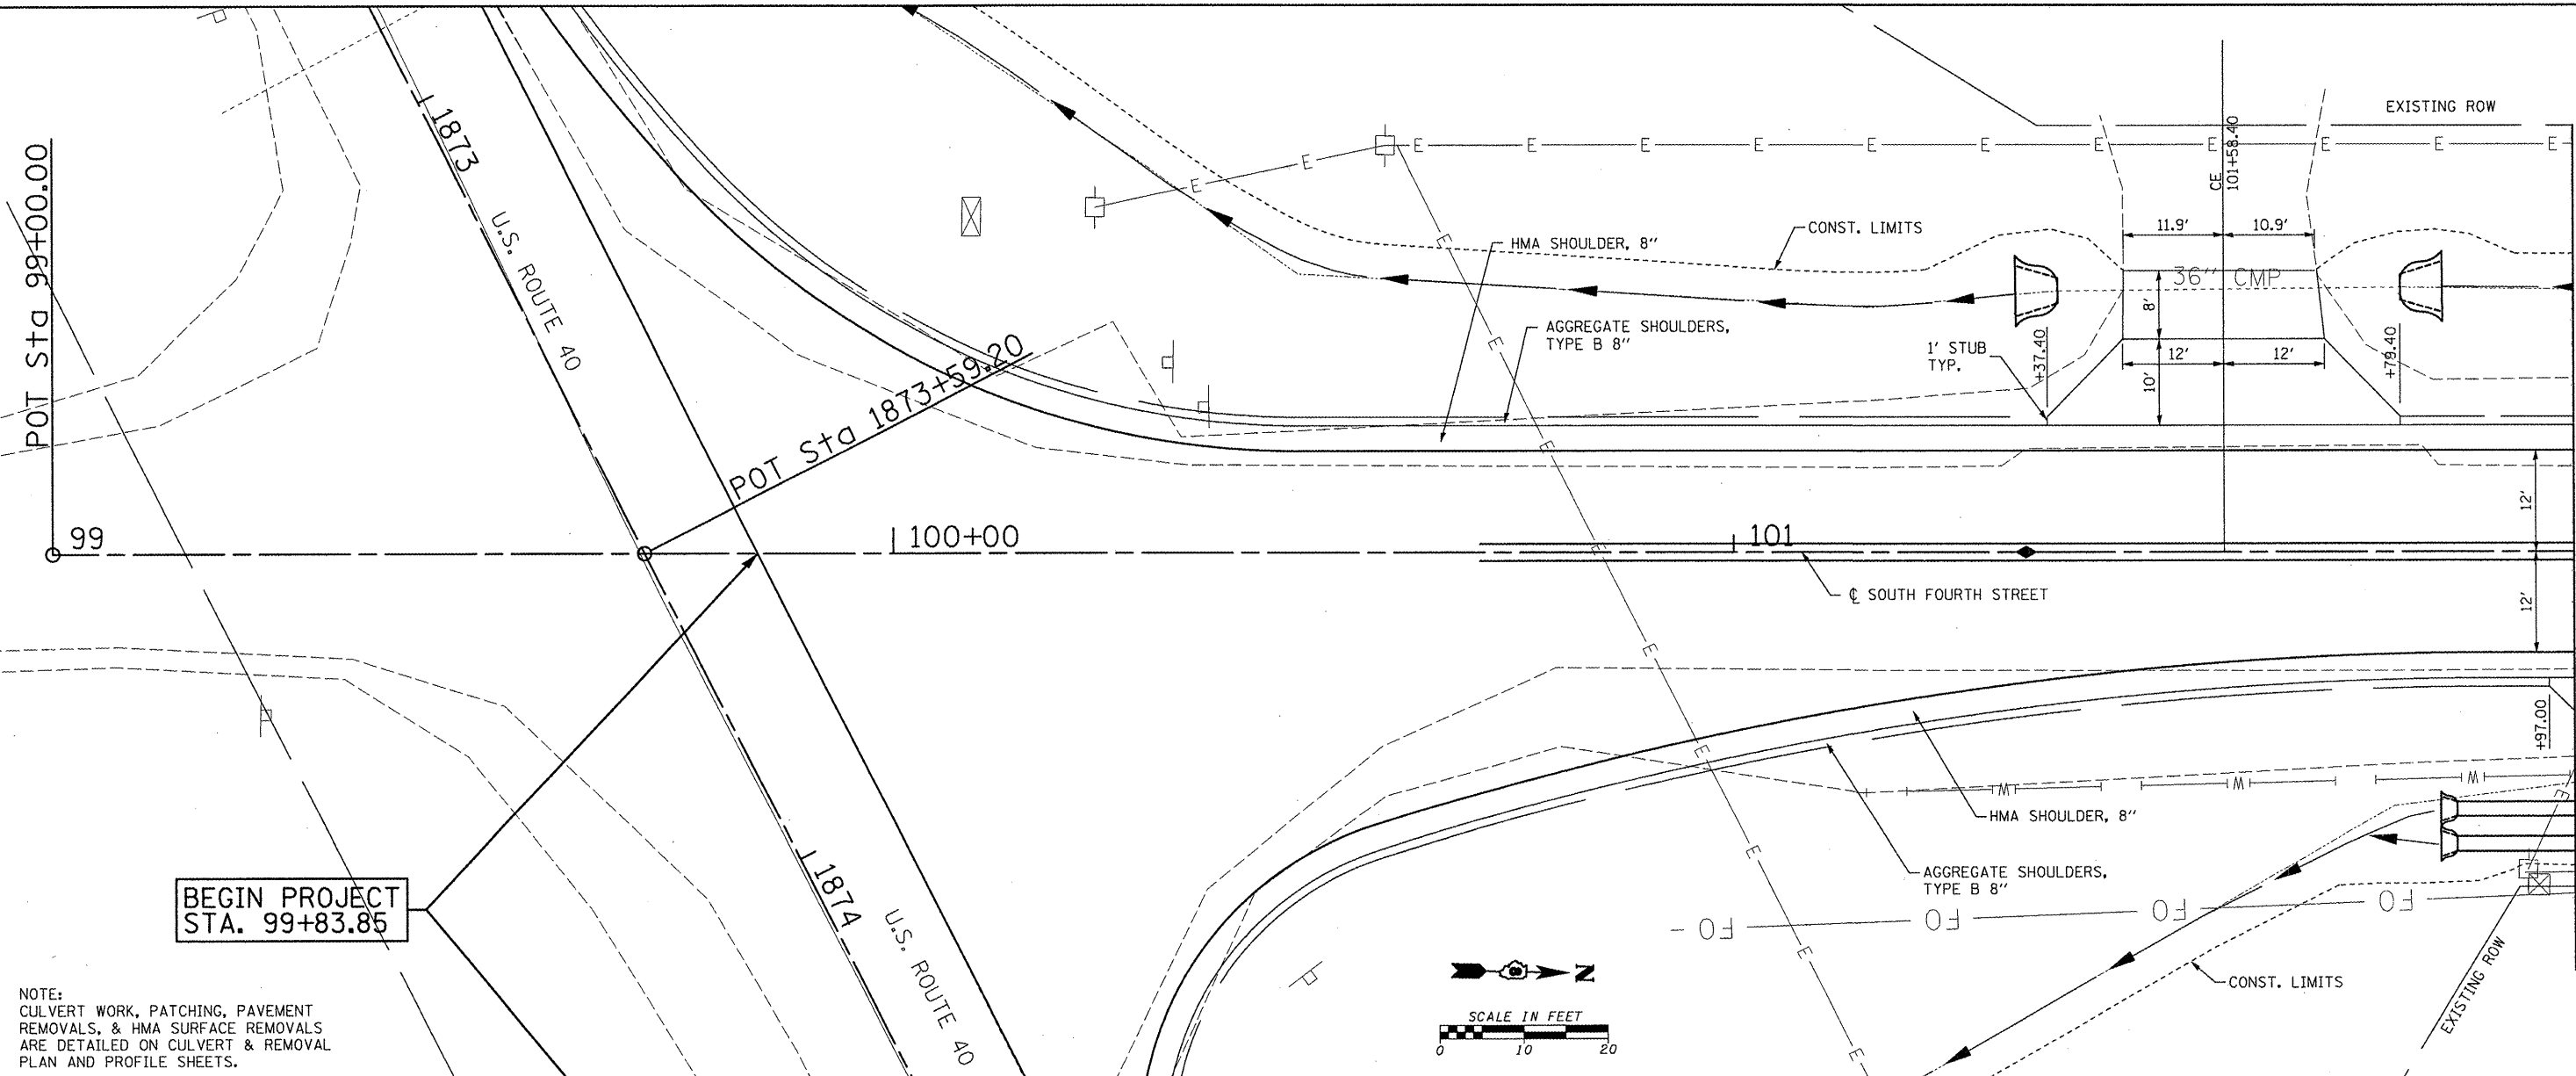 EXISTING ROW
POT Sta 99+00.00
1873
U.S. ROUTE 40
E E E E E E E E E E E E E
CE
101+58.40
11.9'
10.9'
CONST. LIMITS
HMA SHOULDER, 8"
36" CMP
8'
AGGREGATE SHOULDERS,
TYPE B 8"
1' STUB
TYP.
+37.40
12'
12'
+79.40
10'
POT Sta 1873+59.20
12'
99
100+00
101
℄ SOUTH FOURTH STREET
12'
E E E E E E E E E E
+97.00
W W W
HMA SHOULDER, 8"
AGGREGATE SHOULDERS,
TYPE B 8"
FO FO FO FO
1874
U.S. ROUTE 40
BEGIN PROJECT
STA. 99+83.85
N
CONST. LIMITS
EXISTING ROW
SCALE IN FEET
0 10 20
NOTE:
CULVERT WORK, PATCHING, PAVEMENT
REMOVALS, & HMA SURFACE REMOVALS
ARE DETAILED ON CULVERT & REMOVAL
PLAN AND PROFILE SHEETS.